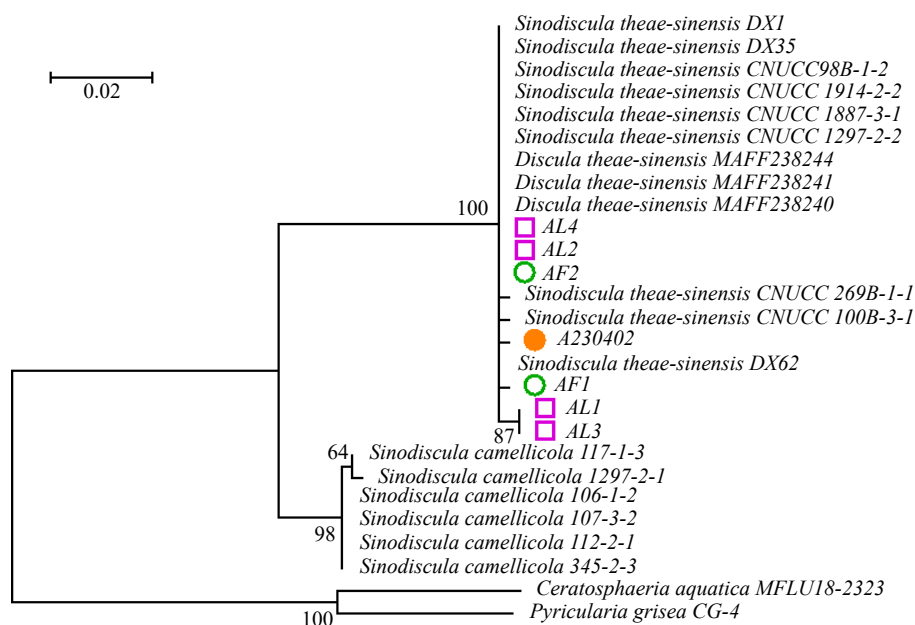 Sinodiscula theae-sinensis DX1
Sinodiscula theae-sinensis DX35
0.02
Sinodiscula theae-sinensis CNUCC98B-1-2
Sinodiscula theae-sinensis CNUCC 1914-2-2
Sinodiscula theae-sinensis CNUCC 1887-3-1
Sinodiscula theae-sinensis CNUCC 1297-2-2
Discula theae-sinensis MAFF238244
Discula theae-sinensis MAFF238241
Discula theae-sinensis MAFF238240
100
AL4
AL2
AF2
Sinodiscula theae-sinensis CNUCC 269B-1-1
Sinodiscula theae-sinensis CNUCC 100B-3-1
A230402
Sinodiscula theae-sinensis DX62
AF1
AL1
AL3
87
Sinodiscula camellicola 117-1-3
64
Sinodiscula camellicola 1297-2-1
Sinodiscula camellicola 106-1-2
Sinodiscula camellicola 107-3-2
98
Sinodiscula camellicola 112-2-1
Sinodiscula camellicola 345-2-3
Ceratosphaeria aquatica MFLU18-2323
Pyricularia grisea CG-4
100